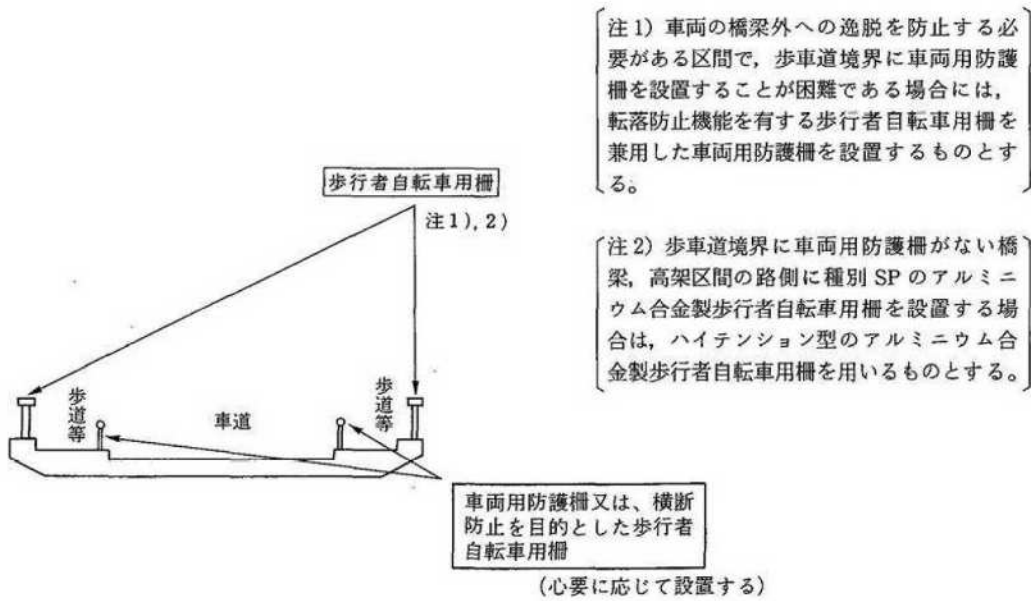 注1) 車両の橋梁外への逸脱を防止する必
要がある区間で，歩車道境界に車両用防護
柵を設置することが困難である場合には，
転落防止機能を有する歩行者自転車用柵を
兼用した車両用防護柵を設置するものとす
る。
歩行者自転車用柵
注1), 2)
注2) 歩車道境界に車両用防護柵がない橋
梁，高架区間の路側に種別 SP のアルミニ
ウム合金製歩行者自転車用柵を設置する場
合は，ハイテンション型のアルミニウム合
金製歩行者自転車用柵を用いるものとする。
歩道等
車道
歩道等
車両用防護柵又は、横断
防止を目的とした歩行者
自転車用柵
(心要に応じて設置する)